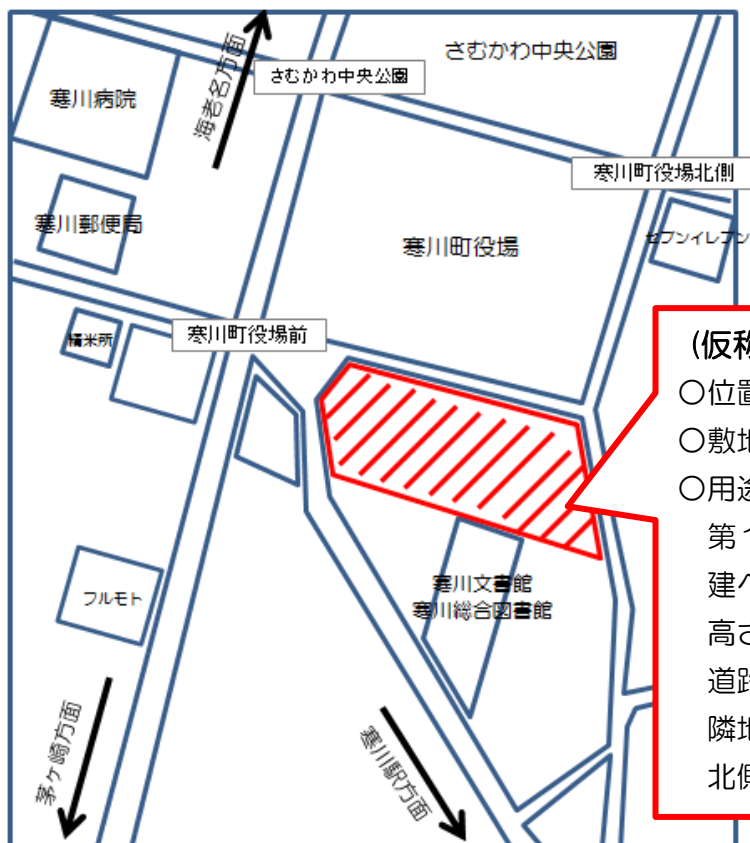 さむかわ中央公園
海老名方面
さむかわ中央公園
寒川病院
寒川町役場北側
寒川郵便局
寒川町役場
セブンイレブン
精米所
寒川町役場前
(仮称
〇位置
〇敷地
〇用途
第1
建ぺ
高さ
道路
隣地
北側
寒川文書館
寒川総合図書館
フルモト
茅ヶ崎方面
寒川駅方面